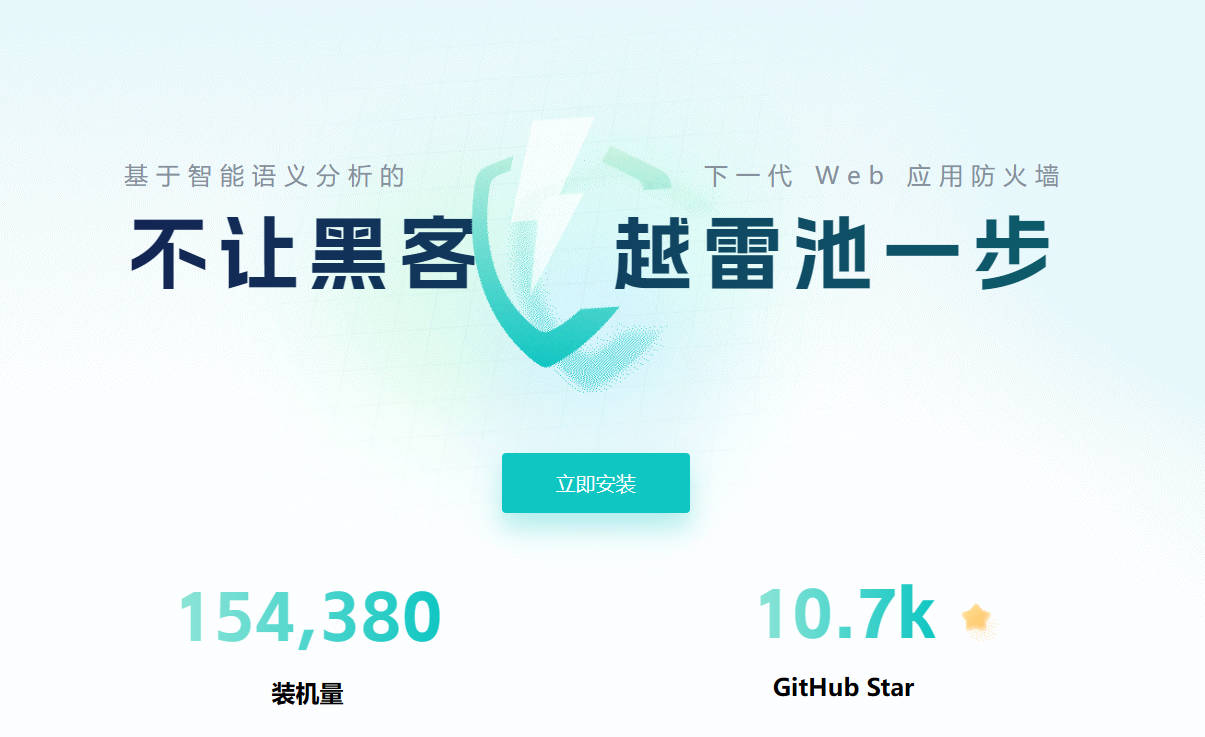 基于智能语义分析的
下一代 Web 应用防火墙
不让黑客
越雷池一步
立即安装
154,380
10.7k
装机量
GitHub Star